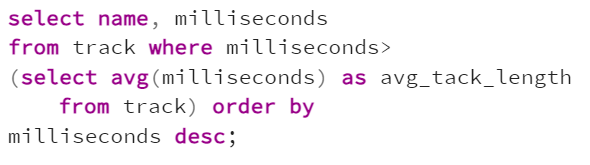 select name, milliseconds
from track where milliseconds>
(select avg(milliseconds) as avg_tack_length
    from track) order by
milliseconds desc;